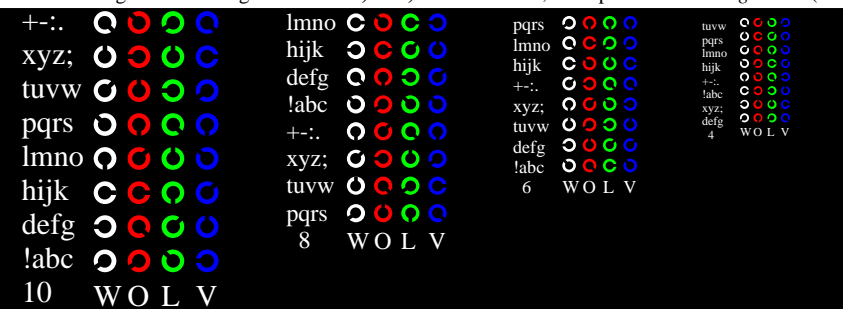 +-:.
xyz;
tuvw
pqrs
lmno
hijk
defg
!abc
10 W O L V
lmno
hijk
defg
!abc
+-:.
xyz;
tuvw
pqrs
8 W O L V
pqrs
lmno
hijk
+-:.
xyz;
tuvw
defg
!abc
6 W O L V
tuvw
pqrs
lmno
hijk
+-:.
!abc
xyz;
defg
4 W O L V